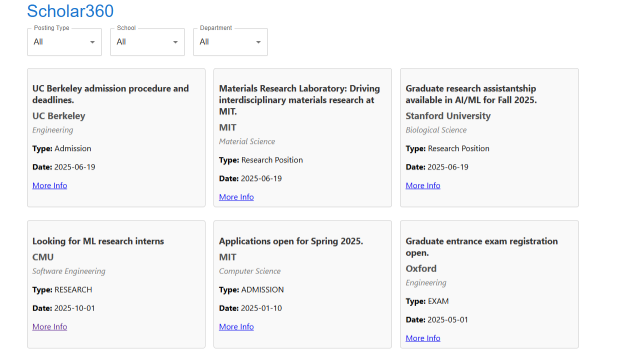 Scholar360
Posting Type
All
School
All
Department
All
UC Berkeley admission procedure and
deadlines.
UC Berkeley
Engineering
Type: Admission
Date: 2025-06-19
More Info
Materials Research Laboratory: Driving
interdisciplinary materials research at
MIT.
MIT
Material Science
Type: Research Position
Date: 2025-06-19
More Info
Graduate research assistantship
available in AI/ML for Fall 2025.
Stanford University
Biological Science
Type: Research Position
Date: 2025-06-19
More Info
Looking for ML research interns
CMU
Software Engineering
Type: RESEARCH
Date: 2025-10-01
More Info
Applications open for Spring 2025.
MIT
Computer Science
Type: ADMISSION
Date: 2025-01-10
More Info
Graduate entrance exam registration
open.
Oxford
Engineering
Type: EXAM
Date: 2025-05-01
More Info